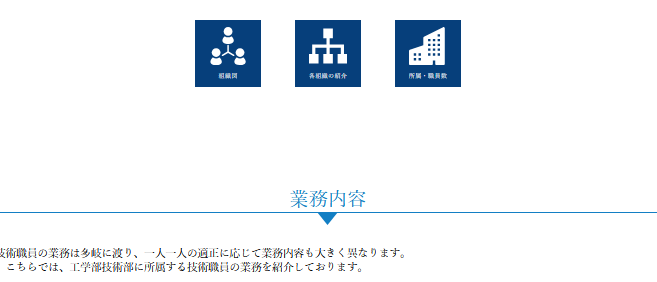 組織図
各組織の紹介
所属・職員数
業務内容
技術職員の業務は多岐に渡り、一人一人の適正に応じて業務内容も大きく異なります。
こちらでは、工学部技術部に所属する技術職員の業務を紹介しております。